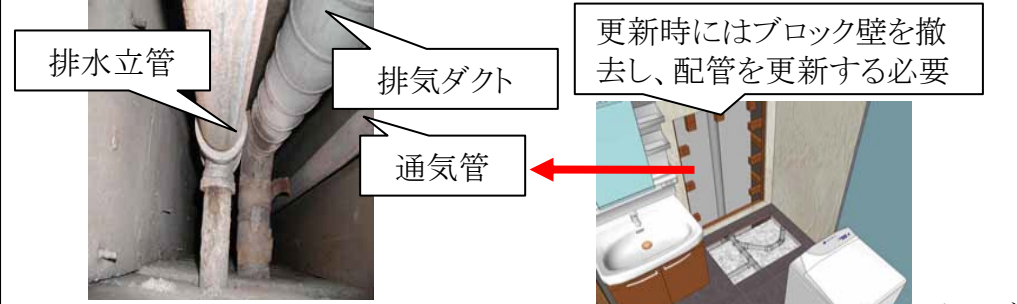 排水立管
排気ダクト
通気管
更新時にはブロック壁を撤
去し、配管を更新する必要